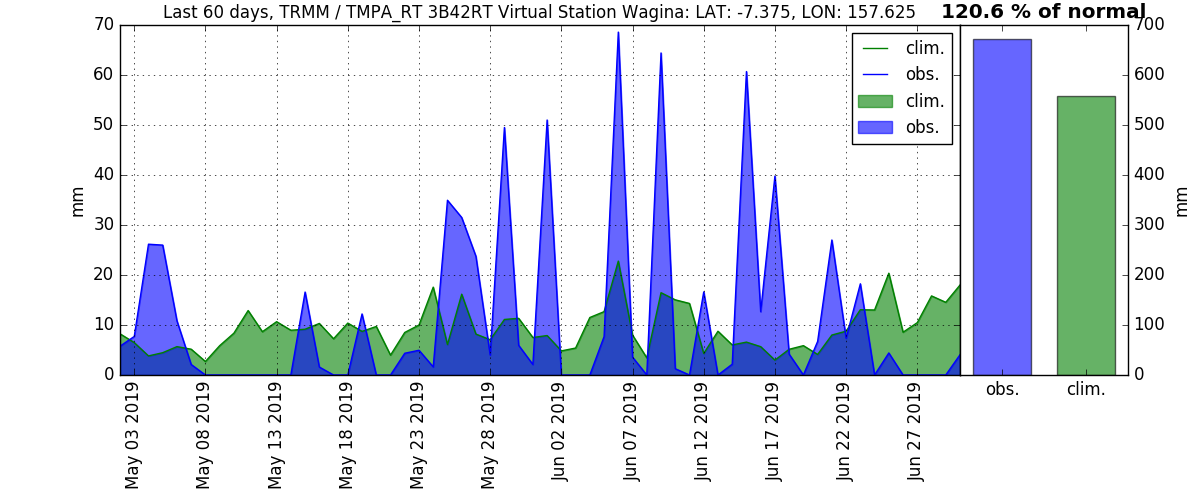 Last 60 days, TRMM / TMPA_RT 3B42RT Virtual Station Wagina: LAT: -7.375, LON: 157.625
120.6 % of normal
70
60
50
40
30
20
10
0
mm
clim.
obs.
clim.
obs.
700
600
500
400
300
200
100
0
mm
obs.
clim.
May 03 2019
May 08 2019
May 13 2019
May 18 2019
May 23 2019
May 28 2019
Jun 02 2019
Jun 07 2019
Jun 12 2019
Jun 17 2019
Jun 22 2019
Jun 27 2019